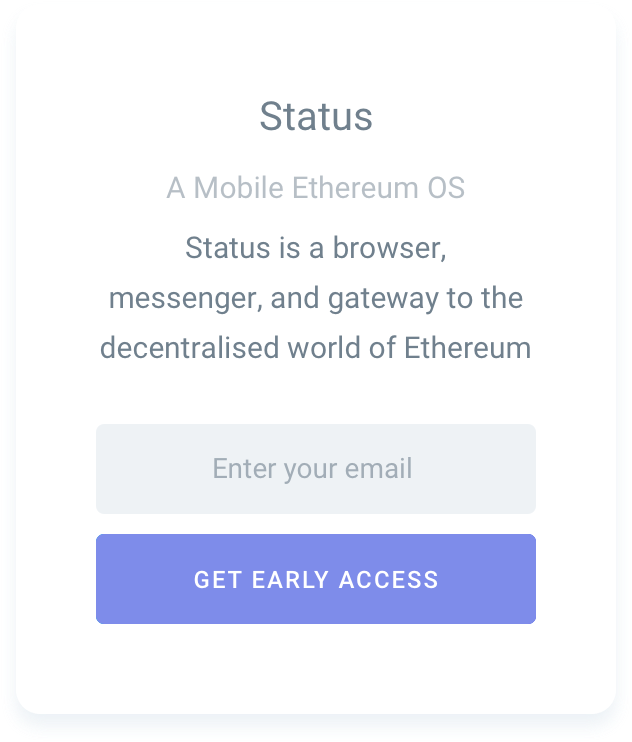 Status
A Mobile Ethereum OS
Status is a browser,
messenger, and gateway to the
decentralised world of Ethereum
Enter your email
GET EARLY ACCESS